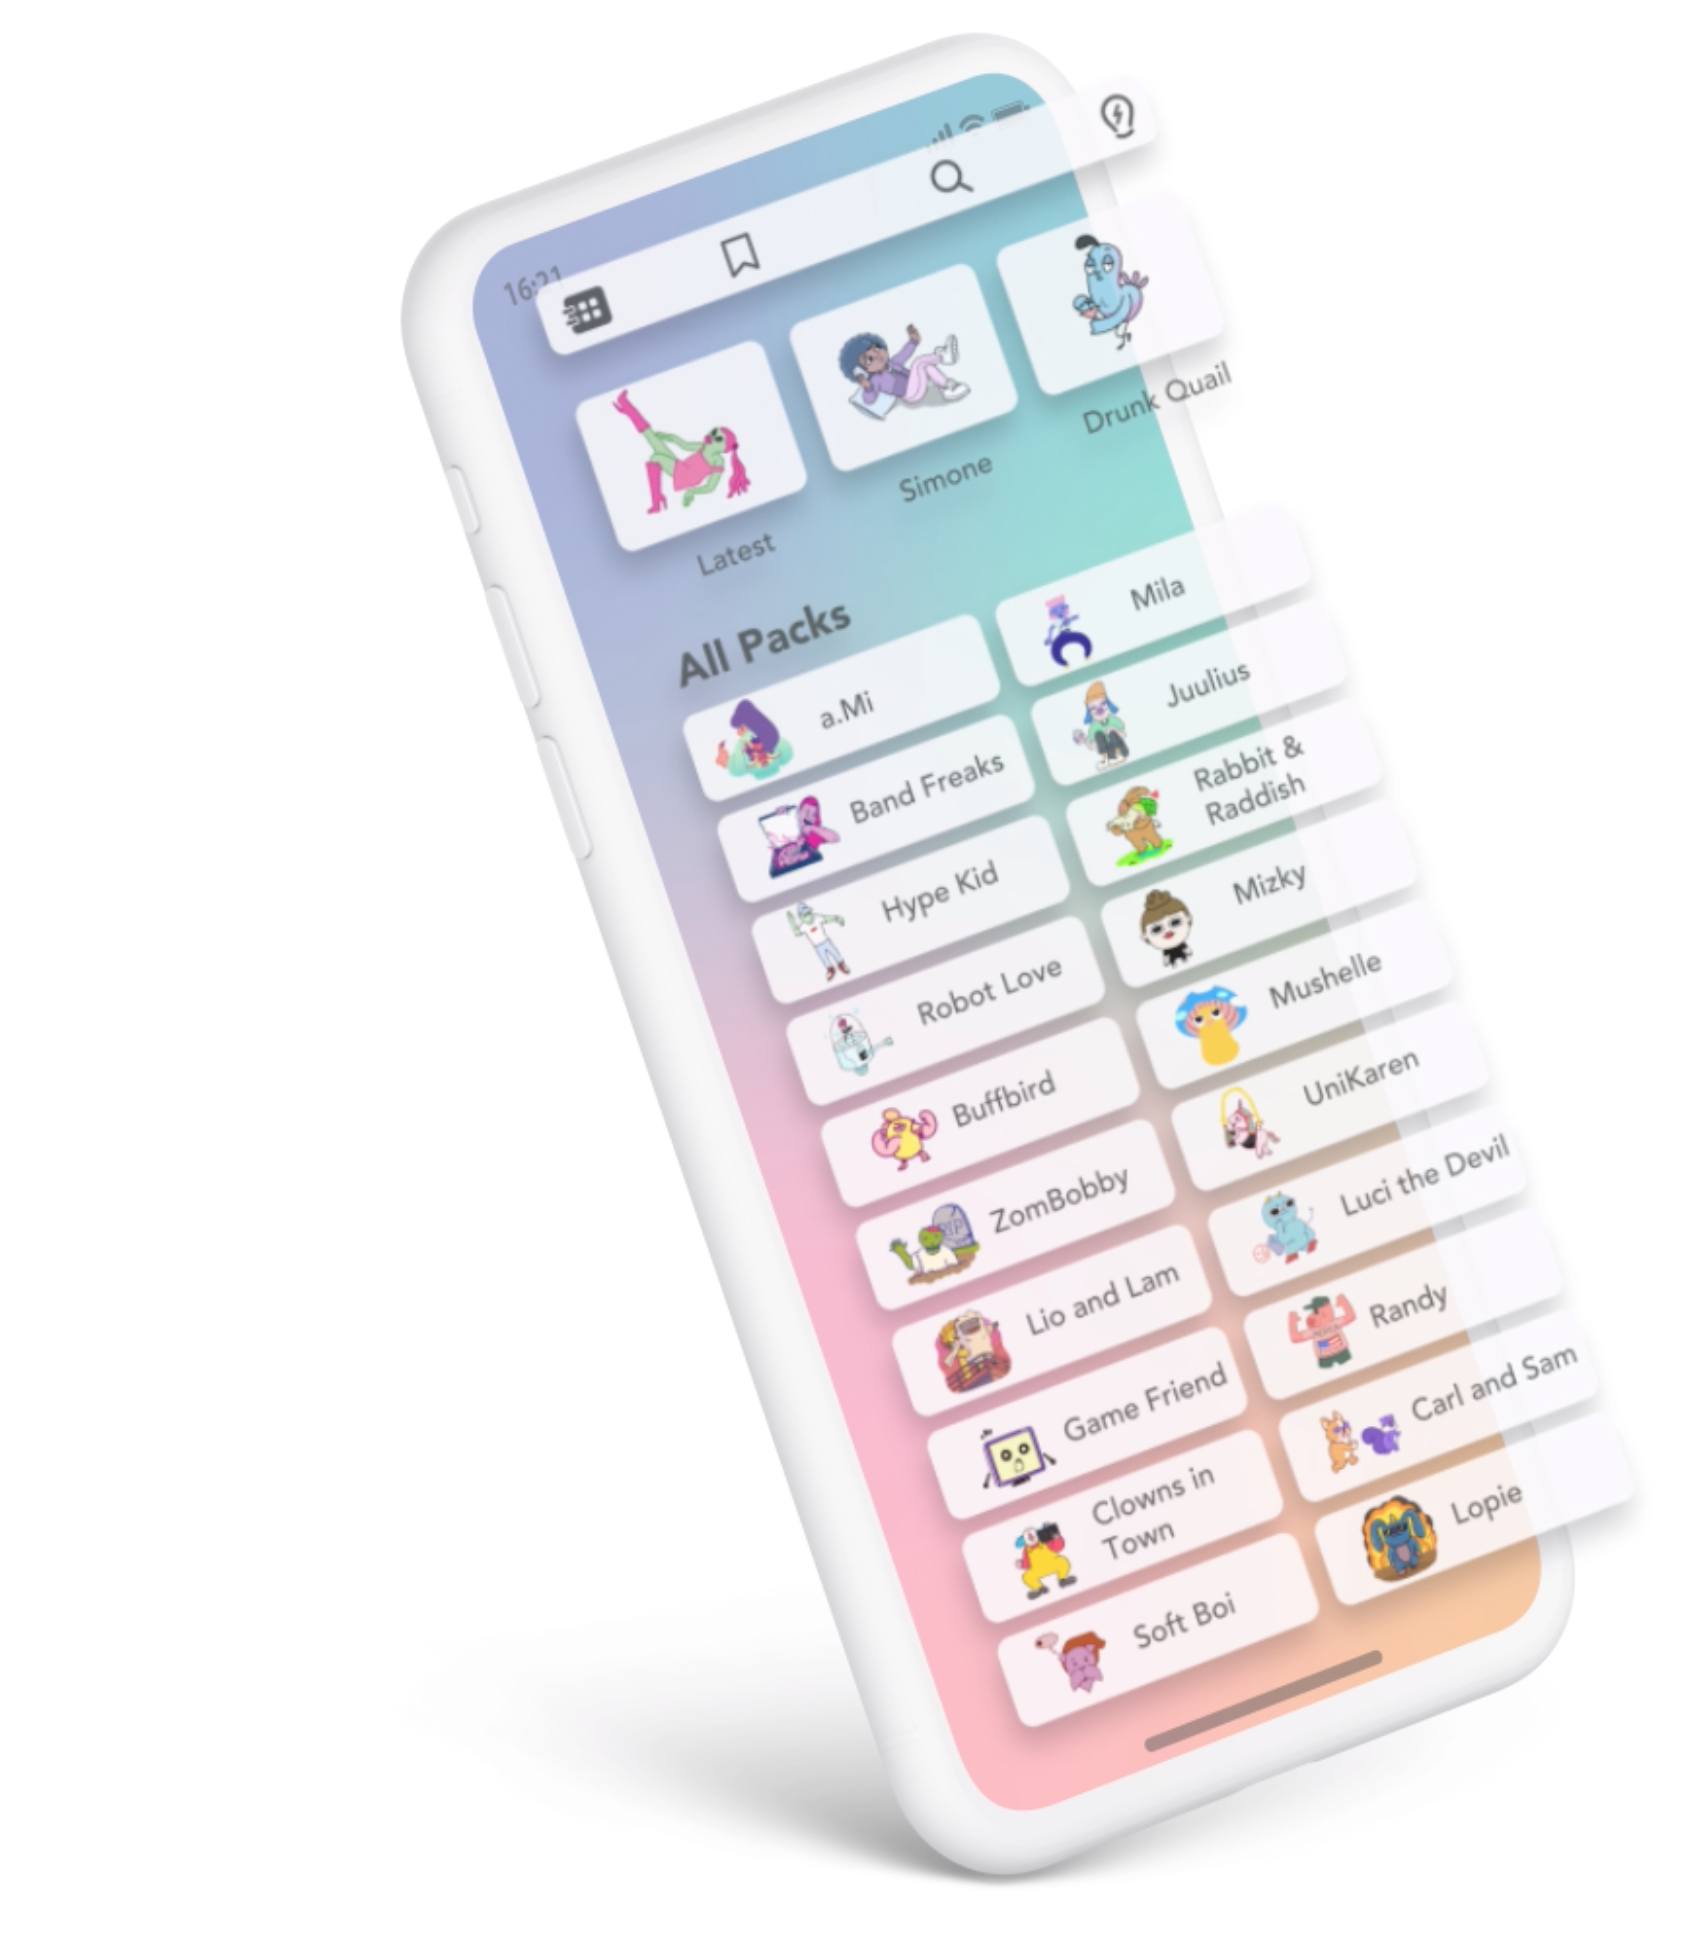 16:21
Latest
Simone
Drunk Quail
All Packs
a.Mi
Mila
Band Freaks
Juulius
Hype Kid
Rabbit &
Raddish
Robot Love
Mizky
Buffbird
Mushelle
ZomBobby
UniKaren
Lio and Lam
Luci the Devil
Game Friend
Randy
Clowns in
Town
Carl and Sam
Soft Boi
Lopie
RIP